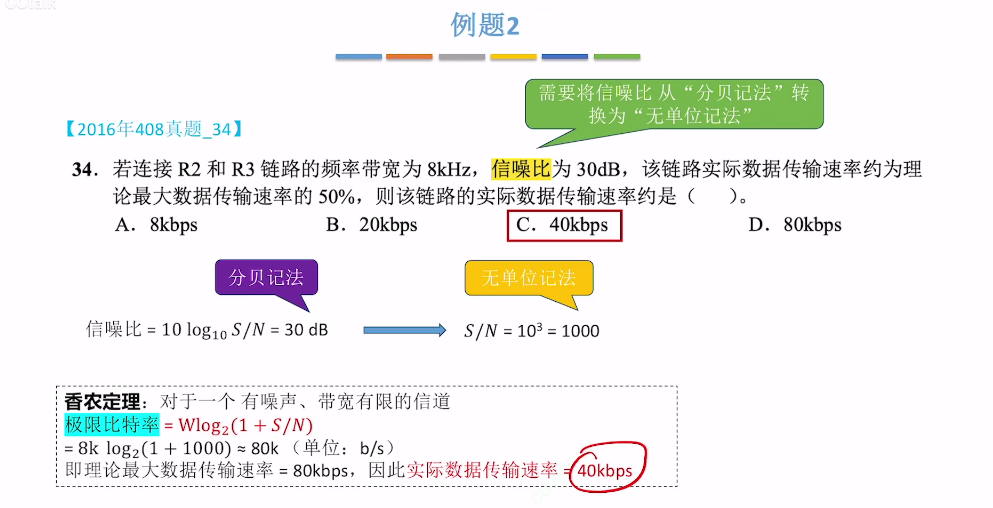 CCtalk
例题2
需要将信噪比 从“分贝记法”转
换为“无单位记法”
【2016年408真题_34】
34. 若连接 R2 和 R3 链路的频率带宽为 8kHz，信噪比为 30dB，该链路实际数据传输速率约为理
论最大数据传输速率的 50%，则该链路的实际数据传输速率约是（ ）。
A. 8kbps B. 20kbps C. 40kbps D. 80kbps
分贝记法 无单位记法
信噪比 = 10 log₁₀ S/N = 30 dB S/N = 10³ = 1000
香农定理：对于一个 有噪声、带宽有限的信道
极限比特率 = Wlog₂(1 + S/N)
= 8k log₂(1 + 1000) ≈ 80k （单位：b/s）
即理论最大数据传输速率 = 80kbps，因此实际数据传输速率 = 40kbps